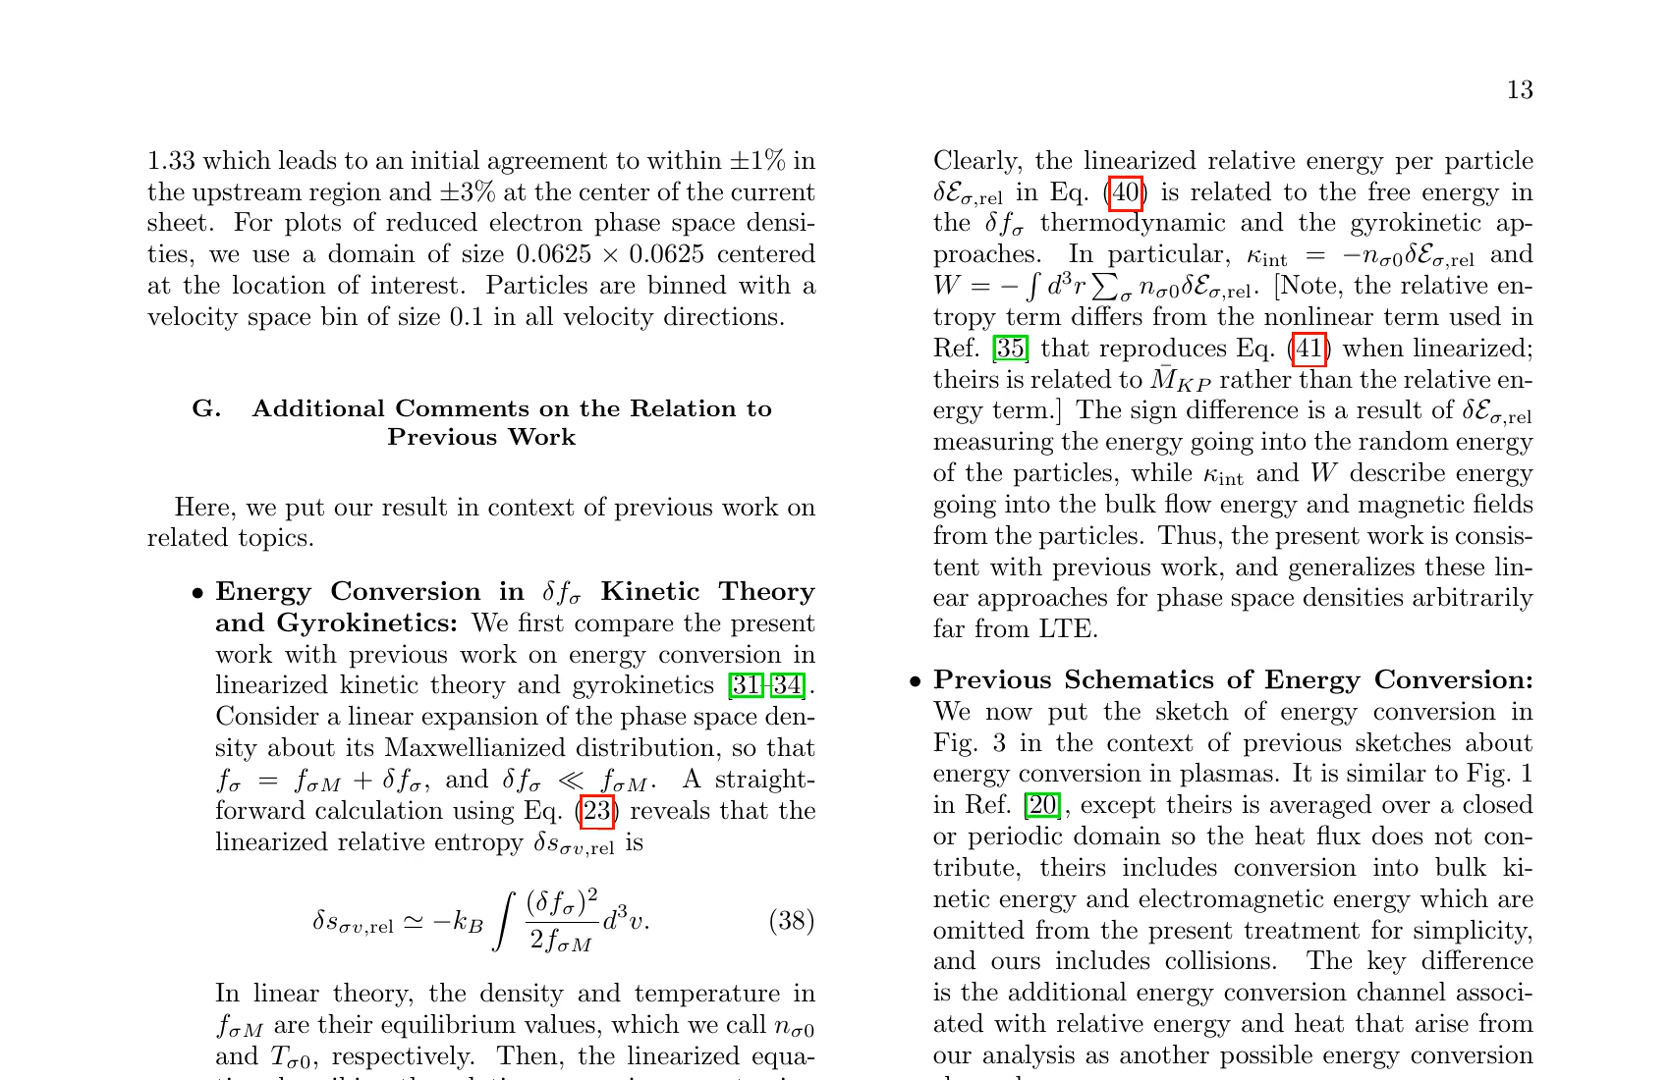 13
1.33 which leads to an initial agreement to within ±1% in
the upstream region and ±3% at the center of the current
sheet. For plots of reduced electron phase space densi-
ties, we use a domain of size 0.0625 × 0.0625 centered
at the location of interest. Particles are binned with a
velocity space bin of size 0.1 in all velocity directions.
G. Additional Comments on the Relation to
Previous Work
Here, we put our result in context of previous work on
related topics.
• Energy Conversion in δf_σ Kinetic Theory
and Gyrokinetics: We first compare the present
work with previous work on energy conversion in
linearized kinetic theory and gyrokinetics [31–34].
Consider a linear expansion of the phase space den-
sity about its Maxwellianized distribution, so that
f_σ = f_σM + δf_σ, and δf_σ ≪ f_σM. A straight-
forward calculation using Eq. (23) reveals that the
linearized relative entropy δs_σv,rel is
δs_σv,rel ≃ −k_B ∫ (δf_σ)² / 2f_σM d³v. (38)
In linear theory, the density and temperature in
f_σM are their equilibrium values, which we call n_σ0
and T_σ0, respectively. Then, the linearized equa-
Clearly, the linearized relative energy per particle
δℰ_σ,rel in Eq. (40) is related to the free energy in
the δf_σ thermodynamic and the gyrokinetic ap-
proaches. In particular, κ_int = −n_σ0δℰ_σ,rel and
W = − ∫ d³r ∑_σ n_σ0δℰ_σ,rel. [Note, the relative en-
tropy term differs from the nonlinear term used in
Ref. [35] that reproduces Eq. (41) when linearized;
theirs is related to M̄_KP rather than the relative en-
ergy term.] The sign difference is a result of δℰ_σ,rel
measuring the energy going into the random energy
of the particles, while κ_int and W describe energy
going into the bulk flow energy and magnetic fields
from the particles. Thus, the present work is consis-
tent with previous work, and generalizes these lin-
ear approaches for phase space densities arbitrarily
far from LTE.
• Previous Schematics of Energy Conversion:
We now put the sketch of energy conversion in
Fig. 3 in the context of previous sketches about
energy conversion in plasmas. It is similar to Fig. 1
in Ref. [20], except theirs is averaged over a closed
or periodic domain so the heat flux does not con-
tribute, theirs includes conversion into bulk ki-
netic energy and electromagnetic energy which are
omitted from the present treatment for simplicity,
and ours includes collisions. The key difference
is the additional energy conversion channel associ-
ated with relative energy and heat that arise from
our analysis as another possible energy conversion